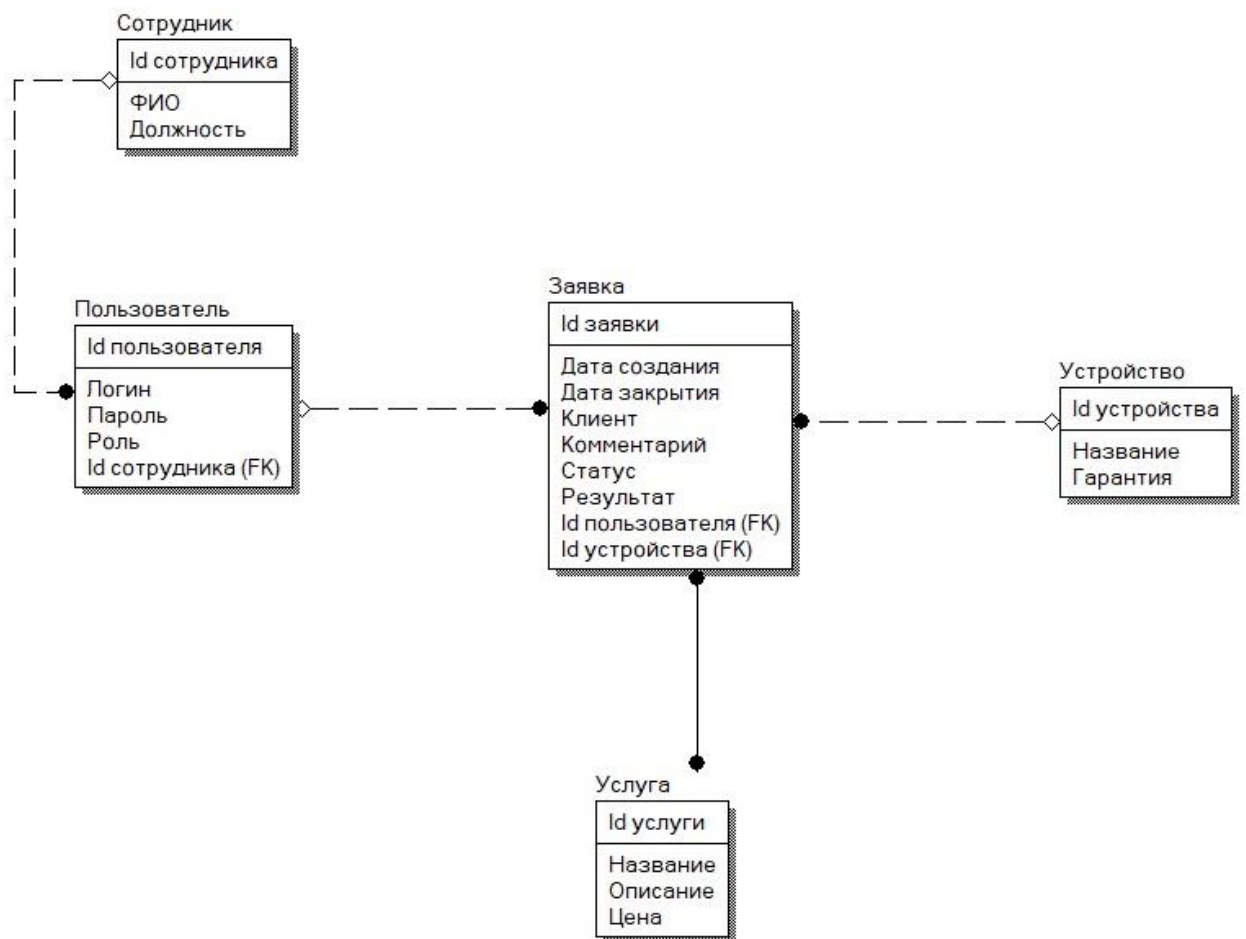 Сотрудник
Id сотрудника
ФИО
Должность
Пользователь
Id пользователя
Логин
Пароль
Роль
Id сотрудника (FK)
Заявка
Id заявки
Дата создания
Дата закрытия
Клиент
Комментарий
Статус
Результат
Id пользователя (FK)
Id устройства (FK)
Устройство
Id устройства
Название
Гарантия
Услуга
Id услуги
Название
Описание
Цена